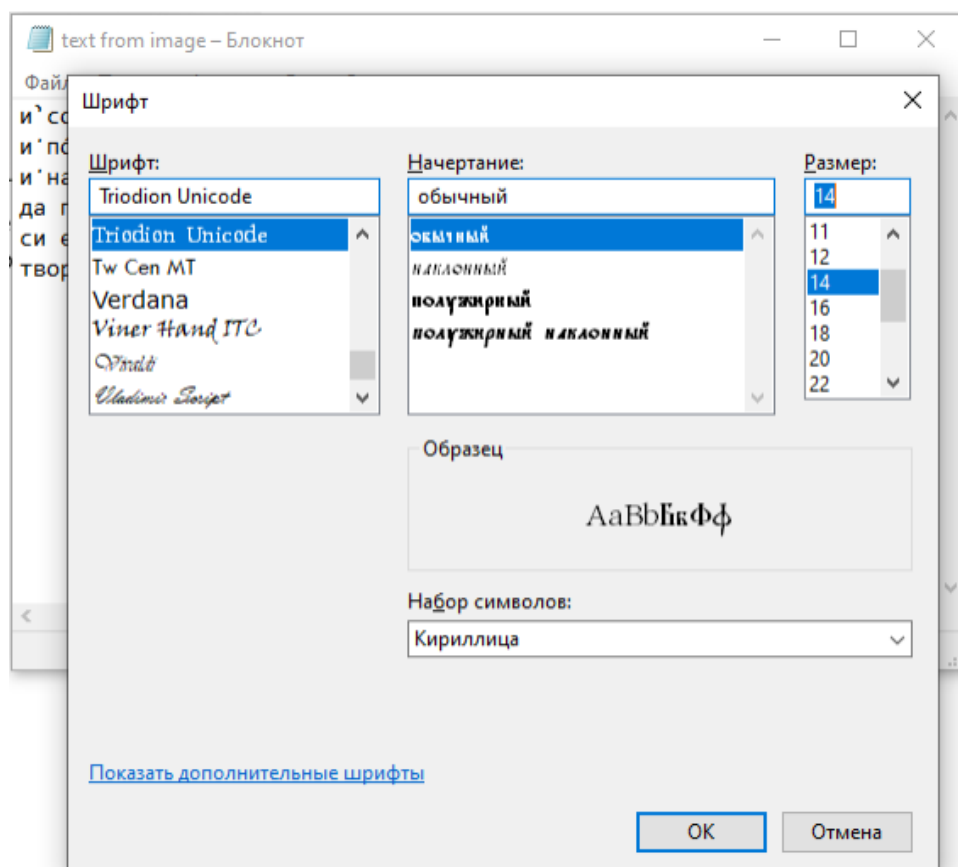 text from image – Блокнот
Файл
Шрифт
и`со
и˙по́
и˙на
да п
си е
твор
Шрифт:
Triodion Unicode
Triodion Unicode
Tw Cen MT
Verdana
Viner Hand ITC
Vivaldi
Vladimir Script
Начертание:
обычный
обычный
наклонный
полужирный
полужирный наклонный
Размер:
14
11
12
14
16
18
20
22
Образец
AaBbБбФф
Набор символов:
Кириллица
Показать дополнительные шрифты
ОК
Отмена